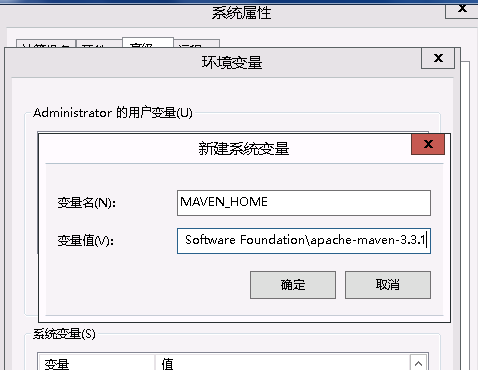 系统属性
高级
环境变量
Administrator 的用户变量(U)
新建系统变量
变量名(N):
MAVEN_HOME
变量值(V):
Software Foundation\apache-maven-3.3.1
确定
取消
系统变量(S)
变量
值